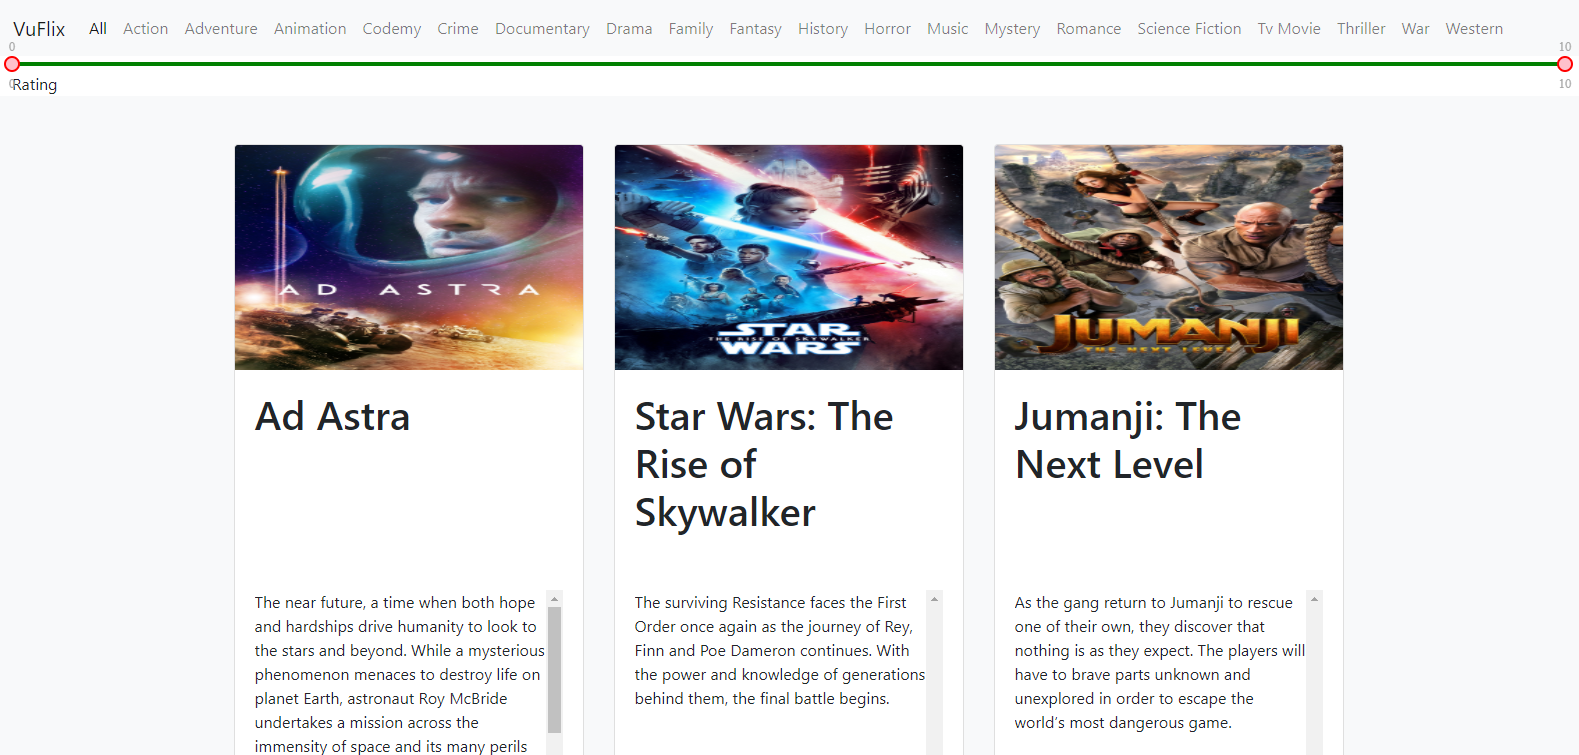 VuFlix All Action Adventure Animation Codemy Crime Documentary Drama Family Fantasy History Horror Music Mystery Romance Science Fiction Tv Movie Thriller War Western
0 10
0 10
Rating
AD ASTRA
STAR
THE RISE OF SKYWALKER
WARS
JUMANJI
THE NEXT LEVEL
Ad Astra
Star Wars: The
Rise of
Skywalker
Jumanji: The
Next Level
The near future, a time when both hope
and hardships drive humanity to look to
the stars and beyond. While a mysterious
phenomenon menaces to destroy life on
planet Earth, astronaut Roy McBride
undertakes a mission across the
immensity of space and its many perils
The surviving Resistance faces the First
Order once again as the journey of Rey,
Finn and Poe Dameron continues. With
the power and knowledge of generations
behind them, the final battle begins.
As the gang return to Jumanji to rescue
one of their own, they discover that
nothing is as they expect. The players will
have to brave parts unknown and
unexplored in order to escape the
world’s most dangerous game.